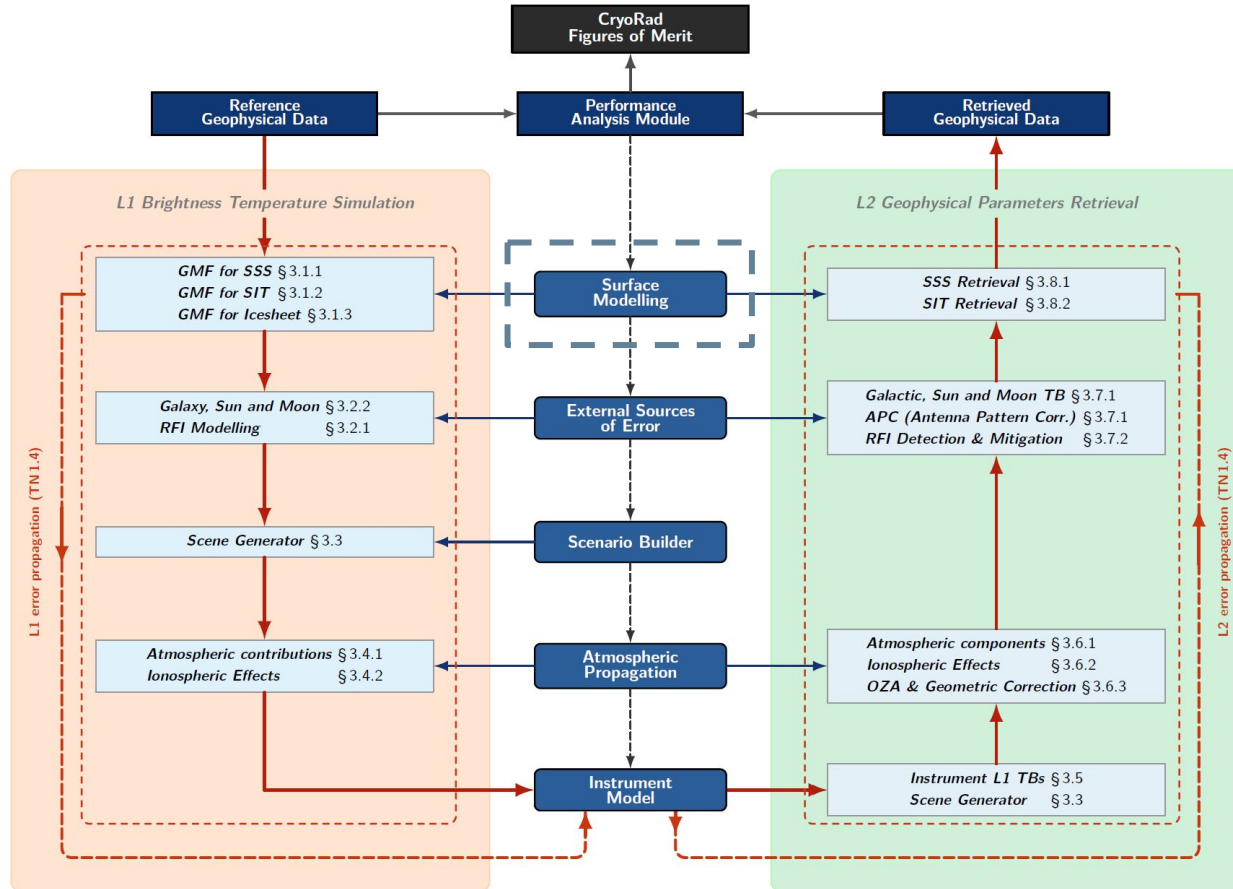 CryoRad
Figures of Merit
Reference
Geophysical Data
Performance
Analysis Module
Retrieved
Geophysical Data
L1 Brightness Temperature Simulation
L2 Geophysical Parameters Retrieval
GMF for SSS §3.1.1
GMF for SIT §3.1.2
GMF for Icesheet §3.1.3
Surface
Modelling
SSS Retrieval §3.8.1
SIT Retrieval §3.8.2
Galaxy, Sun and Moon §3.2.2
RFI Modelling §3.2.1
External Sources
of Error
Galactic, Sun and Moon TB §3.7.1
APC (Antenna Pattern Corr.) §3.7.1
RFI Detection & Mitigation §3.7.2
L1 error propagation (TN1.4)
L2 error propagation (TN1.4)
Scene Generator §3.3
Scenario Builder
Atmospheric contributions §3.4.1
Ionospheric Effects §3.4.2
Atmospheric
Propagation
Atmospheric components §3.6.1
Ionospheric Effects §3.6.2
OZA & Geometric Correction §3.6.3
Instrument
Model
Instrument L1 TBs §3.5
Scene Generator §3.3